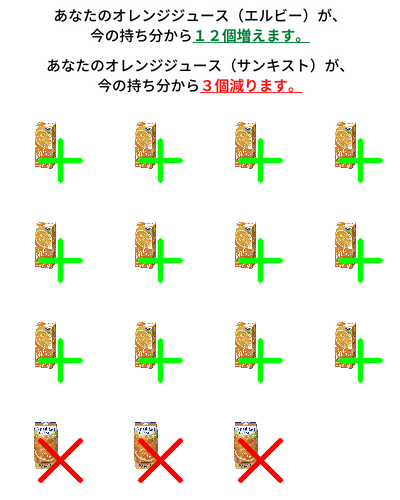 あなたのオレンジジュース（エルビー）が、
今の持ち分から１２個増えます。
あなたのオレンジジュース（サンキスト）が、
今の持ち分から３個減ります。